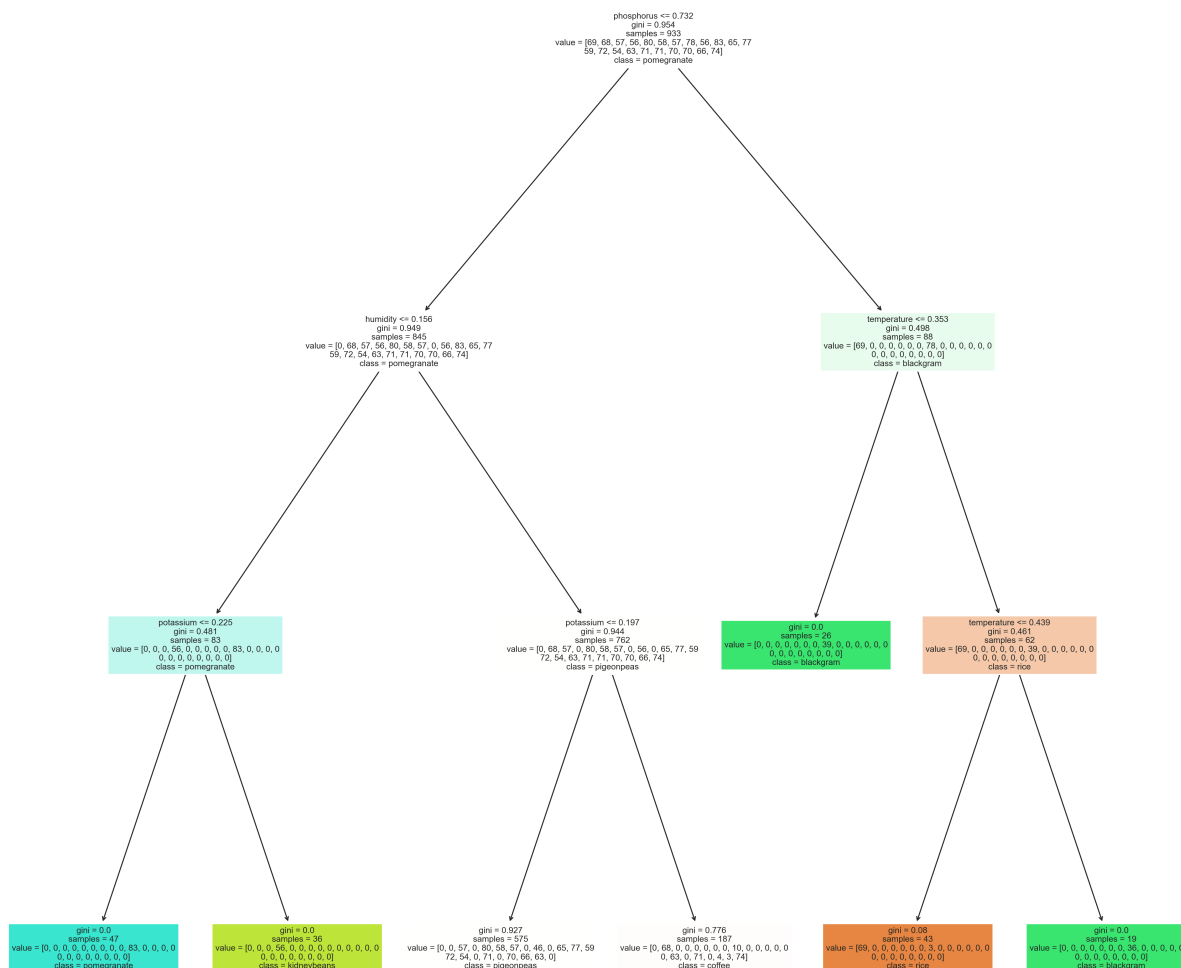 phosphorus <= 0.732
gini = 0.954
samples = 933
value = [69, 68, 57, 56, 80, 58, 57, 78, 56, 83, 65, 77
59, 72, 54, 63, 71, 71, 70, 70, 66, 74]
class = pomegranate
humidity <= 0.156
gini = 0.949
samples = 845
value = [0, 68, 57, 56, 80, 58, 57, 0, 56, 83, 65, 77
59, 72, 54, 63, 71, 71, 70, 70, 66, 74]
class = pomegranate
temperature <= 0.353
gini = 0.498
samples = 88
value = [69, 0, 0, 0, 0, 0, 0, 78, 0, 0, 0, 0, 0, 0
0, 0, 0, 0, 0, 0, 0, 0]
class = blackgram
potassium <= 0.225
gini = 0.481
samples = 83
value = [0, 0, 0, 56, 0, 0, 0, 0, 0, 83, 0, 0, 0, 0
0, 0, 0, 0, 0, 0, 0, 0]
class = pomegranate
potassium <= 0.197
gini = 0.944
samples = 762
value = [0, 68, 57, 0, 80, 58, 57, 0, 56, 0, 65, 77, 59
72, 54, 63, 71, 71, 70, 70, 66, 74]
class = pigeonpeas
gini = 0.0
samples = 26
value = [0, 0, 0, 0, 0, 0, 0, 39, 0, 0, 0, 0, 0, 0
0, 0, 0, 0, 0, 0, 0, 0]
class = blackgram
temperature <= 0.439
gini = 0.461
samples = 62
value = [69, 0, 0, 0, 0, 0, 0, 39, 0, 0, 0, 0, 0, 0
0, 0, 0, 0, 0, 0, 0, 0]
class = rice
gini = 0.0
samples = 47
value = [0, 0, 0, 0, 0, 0, 0, 0, 0, 83, 0, 0, 0, 0
0, 0, 0, 0, 0, 0, 0, 0]
class = pomegranate
gini = 0.0
samples = 36
value = [0, 0, 0, 56, 0, 0, 0, 0, 0, 0, 0, 0, 0, 0
0, 0, 0, 0, 0, 0, 0, 0]
class = kidneybeans
gini = 0.927
samples = 575
value = [0, 0, 57, 0, 80, 58, 57, 0, 46, 0, 65, 77, 59
72, 54, 0, 71, 0, 70, 66, 63, 0]
class = pigeonpeas
gini = 0.776
samples = 187
value = [0, 68, 0, 0, 0, 0, 0, 0, 10, 0, 0, 0, 0, 0
0, 63, 0, 71, 0, 4, 3, 74]
class = coffee
gini = 0.08
samples = 43
value = [69, 0, 0, 0, 0, 0, 0, 3, 0, 0, 0, 0, 0, 0
0, 0, 0, 0, 0, 0, 0, 0]
class = rice
gini = 0.0
samples = 19
value = [0, 0, 0, 0, 0, 0, 0, 36, 0, 0, 0, 0, 0, 0
0, 0, 0, 0, 0, 0, 0, 0]
class = blackgram